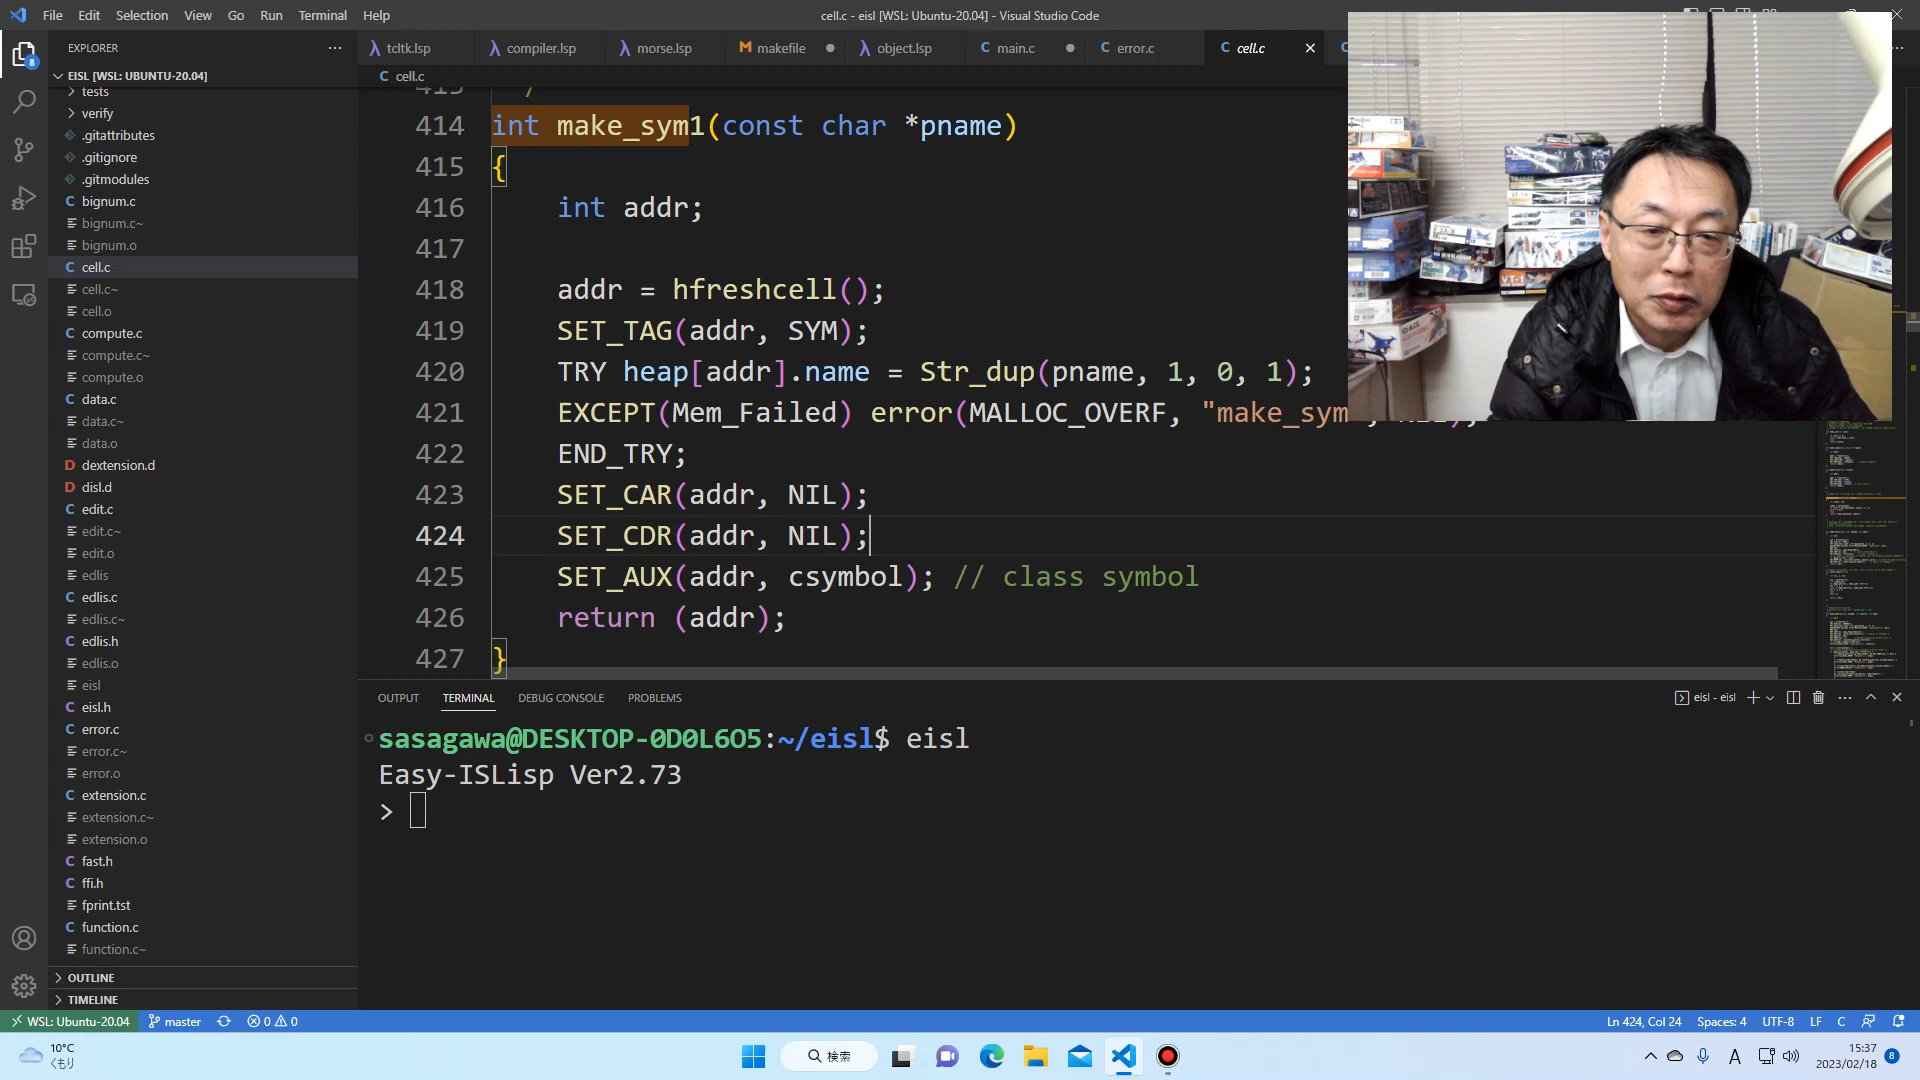 File Edit Selection View Go Run Terminal Help
cell.c - eisl [WSL: Ubuntu-20.04] - Visual Studio Code
EXPLORER
tcltk.lsp compiler.lsp morse.lsp makefile object.lsp main.c error.c cell.c
EISL [WSL: UBUNTU-20.04]
cell.c
tests
verify
.gitattributes
.gitignore
.gitmodules
bignum.c
bignum.c~
bignum.o
cell.c
cell.c~
cell.o
compute.c
compute.c~
compute.o
data.c
data.c~
data.o
dextension.d
disl.d
edit.c
edit.c~
edit.o
edlis
edlis.c
edlis.c~
edlis.h
edlis.o
eisl
eisl.h
error.c
error.c~
error.o
extension.c
extension.c~
extension.o
fast.h
ffi.h
fprint.tst
function.c
function.c~
OUTLINE
TIMELINE
414 int make_sym1(const char *pname)
415 {
416 int addr;
417
418 addr = hfreshcell();
419 SET_TAG(addr, SYM);
420 TRY heap[addr].name = Str_dup(pname, 1, 0, 1);
421 EXCEPT(Mem_Failed) error(MALLOC_OVERF, "make_sym
422 END_TRY;
423 SET_CAR(addr, NIL);
424 SET_CDR(addr, NIL);
425 SET_AUX(addr, csymbol); // class symbol
426 return (addr);
427 }
VT-1
OUTPUT TERMINAL DEBUG CONSOLE PROBLEMS
eisl - eisl
sasagawa@DESKTOP-0D0L6O5:~/eisl$ eisl
Easy-ISLisp Ver2.73
>
WSL: Ubuntu-20.04 master 0 0
Ln 424, Col 24 Spaces: 4 UTF-8 LF C
10°C
くもり
検索
A
15:37
2023/02/18
8